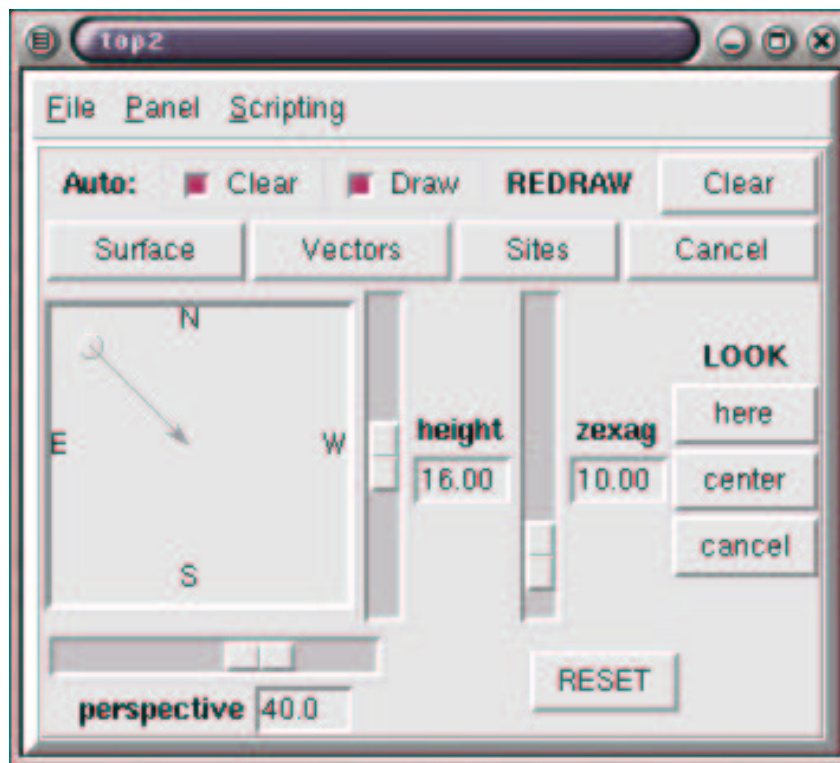 top2
File Panel Scripting
Auto: Clear Draw REDRAW Clear
Surface Vectors Sites Cancel
N
LOOK
here
E W height zexag
16.00 10.00 center
cancel
S
RESET
perspective 40.0